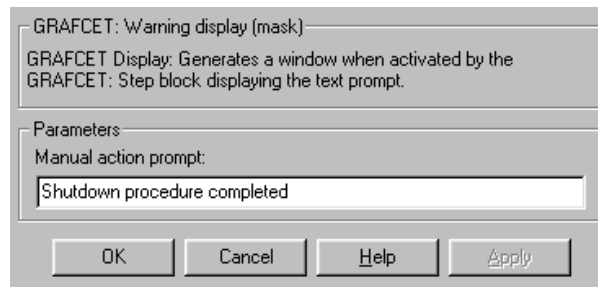 GRAFCET: Warning display (mask)
GRAFCET Display: Generates a window when activated by the
GRAFCET: Step block displaying the text prompt.
Parameters
Manual action prompt:
Shutdown procedure completed
OK Cancel Help Apply